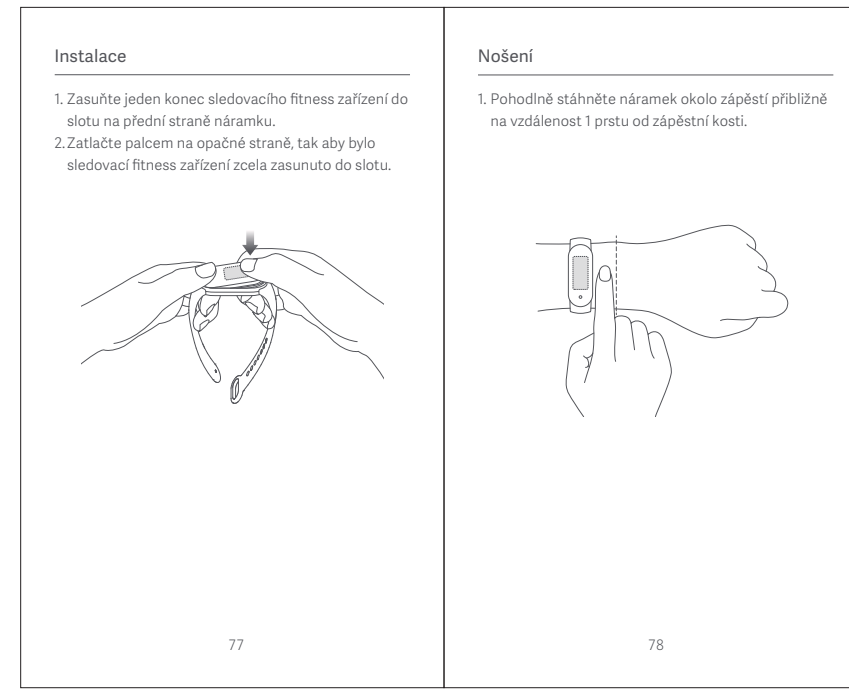 Instalace
1. Zasuňte jeden konec sledovacího fitness zařízení do
slotu na přední straně náramku.
2. Zatlačte palcem na opačné straně, tak aby bylo
sledovací fitness zařízení zcela zasunuto do slotu.
77
Nošení
1. Pohodlně stáhněte náramek okolo zápěstí přibližně
na vzdálenost 1 prstu od zápěstní kosti.
78